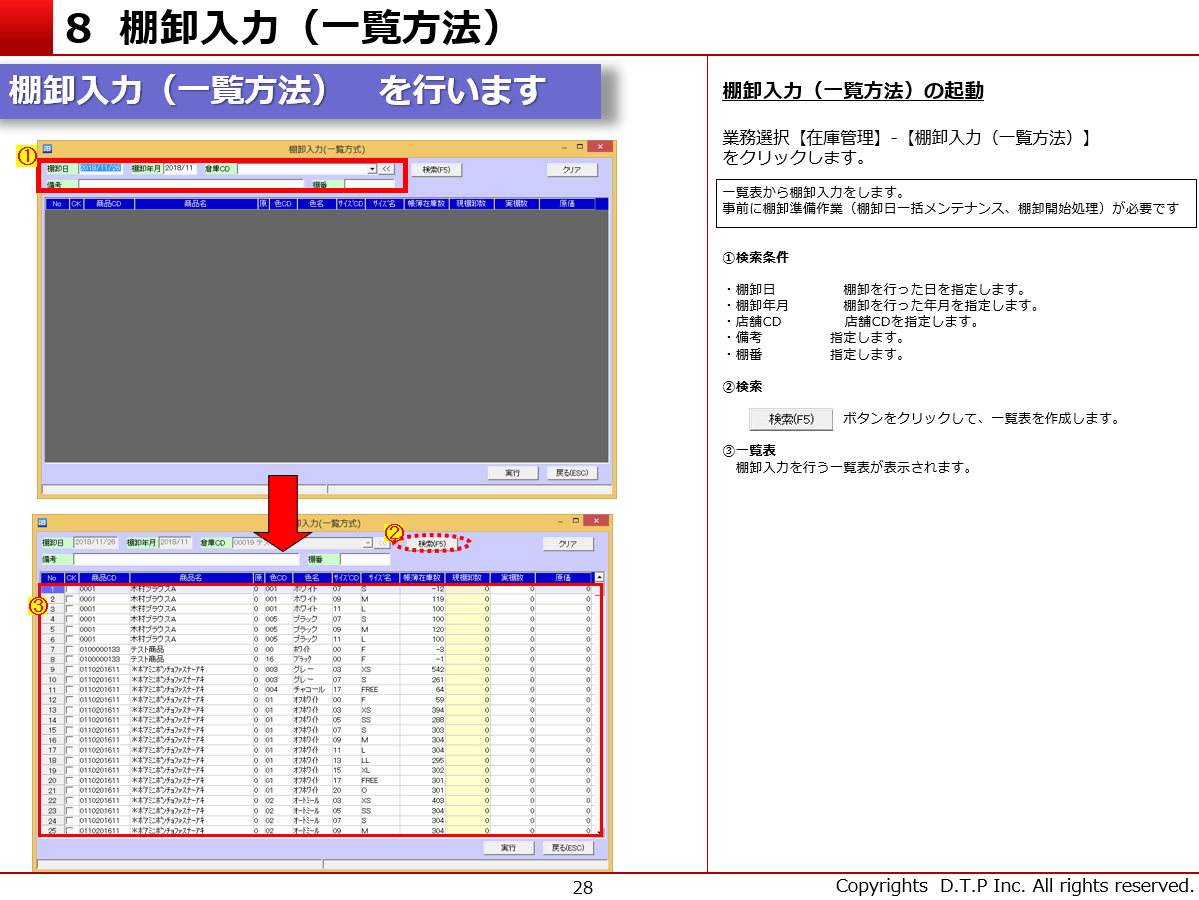 8 棚卸入力（一覧方法）
棚卸入力（一覧方法）　を行います
①
棚卸入力(一覧方式)
棚卸日 2018/11/26 棚卸年月 2018/11 倉庫CD << 検索(F5) クリア
備考 棚番
No CK 商品CD 商品名 原 色CD 色名 ｻｲｽﾞCD ｻｲｽﾞ名 帳簿在庫数 現棚卸数 実棚数 原価
実行 戻る(ESC)
卸入力(一覧方式)
②
棚卸日 2018/11/26 棚卸年月 2018/11 倉庫CD 00019 << 検索(F5) クリア
備考 棚番
No CK 商品CD 商品名 原 色CD 色名 ｻｲｽﾞCD ｻｲｽﾞ名 帳簿在庫数 現棚卸数 実棚数 原価
③
1 0001 木村ブラウスA 0 001 ホワイト 07 S -12 0 0 0
2 0001 木村ブラウスA 0 001 ホワイト 09 M 119 0 0 0
3 0001 木村ブラウスA 0 001 ホワイト 11 L 100 0 0 0
4 0001 木村ブラウスA 0 005 ブラック 07 S 100 0 0 0
5 0001 木村ブラウスA 0 005 ブラック 09 M 120 0 0 0
6 0001 木村ブラウスA 0 005 ブラック 11 L 100 0 0 0
7 0100000133 テスト商品 0 00 ﾎﾜｲﾄ 00 F -3 0 0 0
8 0100000133 テスト商品 0 16 ﾌﾞﾗｯｸ 00 F -1 0 0 0
9 0110201611 ＊ボアミニポンチョファスナーアキ 0 003 グレー 03 XS 542 0 0 0
10 0110201611 ＊ボアミニポンチョファスナーアキ 0 003 グレー 07 S 261 0 0 0
11 0110201611 ＊ボアミニポンチョファスナーアキ 0 004 チャコール 17 FREE 64 0 0 0
12 0110201611 ＊ボアミニポンチョファスナーアキ 0 01 オフホワイト 00 F 59 0 0 0
13 0110201611 ＊ボアミニポンチョファスナーアキ 0 01 オフホワイト 03 XS 394 0 0 0
14 0110201611 ＊ボアミニポンチョファスナーアキ 0 01 オフホワイト 05 SS 288 0 0 0
15 0110201611 ＊ボアミニポンチョファスナーアキ 0 01 オフホワイト 07 S 303 0 0 0
16 0110201611 ＊ボアミニポンチョファスナーアキ 0 01 オフホワイト 09 M 304 0 0 0
17 0110201611 ＊ボアミニポンチョファスナーアキ 0 01 オフホワイト 11 L 304 0 0 0
18 0110201611 ＊ボアミニポンチョファスナーアキ 0 01 オフホワイト 13 LL 295 0 0 0
19 0110201611 ＊ボアミニポンチョファスナーアキ 0 01 オフホワイト 15 XL 302 0 0 0
20 0110201611 ＊ボアミニポンチョファスナーアキ 0 01 オフホワイト 17 FREE 301 0 0 0
21 0110201611 ＊ボアミニポンチョファスナーアキ 0 01 オフホワイト 20 O 301 0 0 0
22 0110201611 ＊ボアミニポンチョファスナーアキ 0 02 オートミール 03 XS 403 0 0 0
23 0110201611 ＊ボアミニポンチョファスナーアキ 0 02 オートミール 05 SS 304 0 0 0
24 0110201611 ＊ボアミニポンチョファスナーアキ 0 02 オートミール 07 S 304 0 0 0
25 0110201611 ＊ボアミニポンチョファスナーアキ 0 02 オートミール 09 M 304 0 0 0
実行 戻る(ESC)
棚卸入力（一覧方法）の起動
業務選択【在庫管理】-【棚卸入力（一覧方法）】
をクリックします。
一覧表から棚卸入力をします。
事前に棚卸準備作業（棚卸日一括メンテナンス、棚卸開始処理）が必要です
①検索条件
・棚卸日 棚卸を行った日を指定します。
・棚卸年月 棚卸を行った年月を指定します。
・店舗CD 店舗CDを指定します。
・備考 指定します。
・棚番 指定します。
②検索
検索(F5) ボタンをクリックして、一覧表を作成します。
③一覧表
棚卸入力を行う一覧表が表示されます。
28
Copyrights D.T.P Inc. All rights reserved.